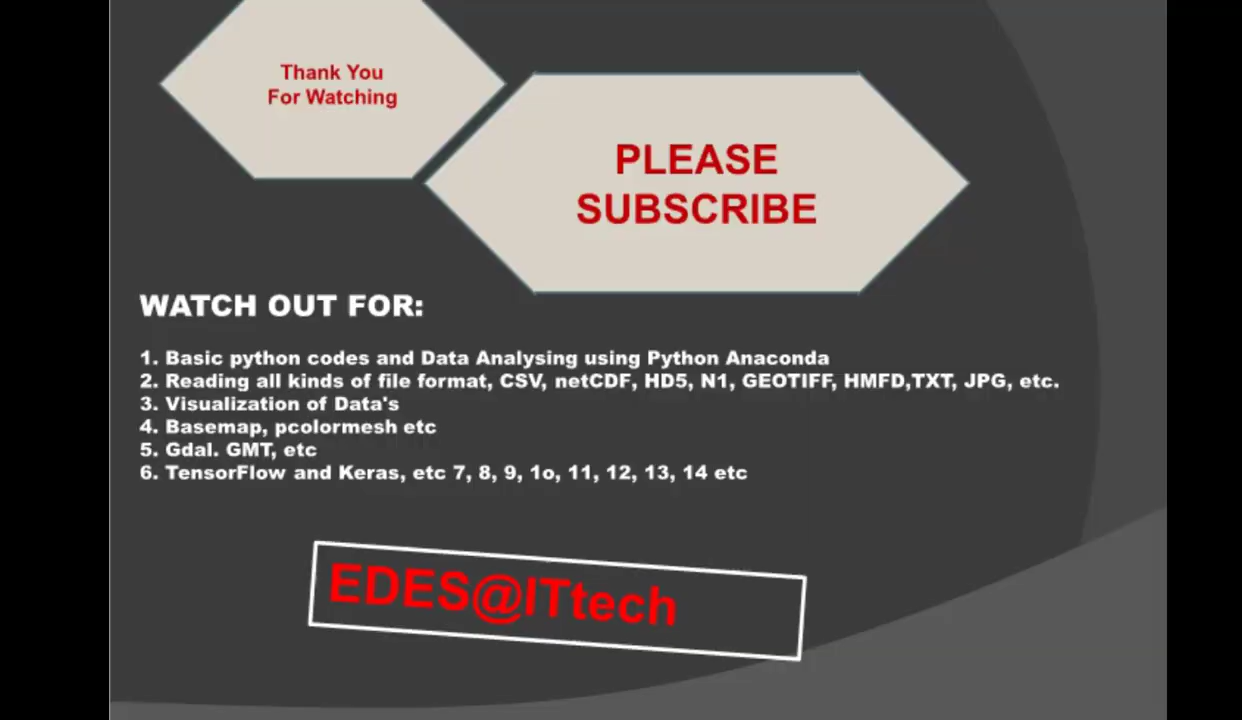 Thank You
For Watching
PLEASE
SUBSCRIBE
WATCH OUT FOR:
1. Basic python codes and Data Analysing using Python Anaconda
2. Reading all kinds of file format, CSV, netCDF, HD5, N1, GEOTIFF, HMFD,TXT, JPG, etc.
3. Visualization of Data's
4. Basemap, pcolormesh etc
5. Gdal. GMT, etc
6. TensorFlow and Keras, etc 7, 8, 9, 1o, 11, 12, 13, 14 etc
EDES@ITtech